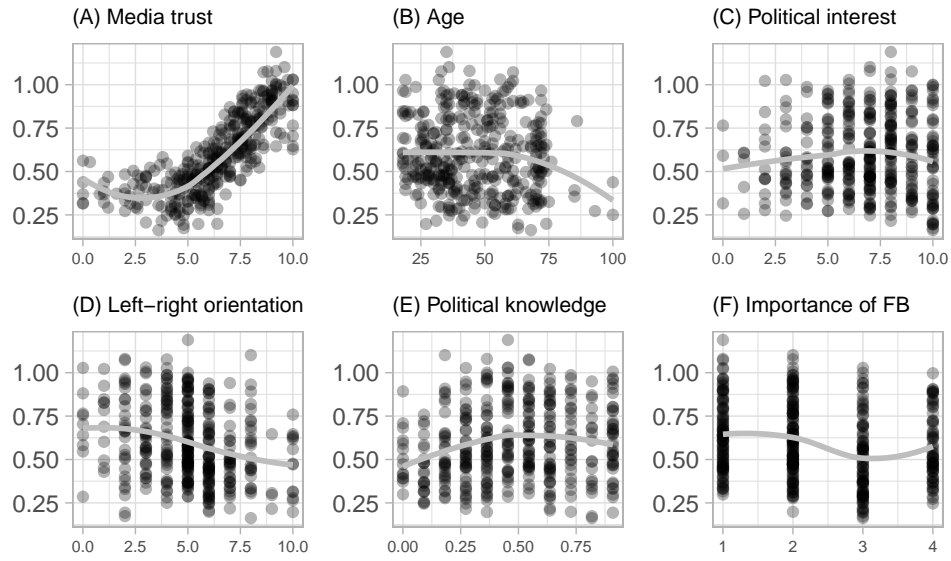 (A) Media trust
(B) Age
(C) Political interest
1.00
0.75
0.50
0.25
0.0 2.5 5.0 7.5 10.0
1.00
0.75
0.50
0.25
25 50 75 100
1.00
0.75
0.50
0.25
0.0 2.5 5.0 7.5 10.0
(D) Left−right orientation
(E) Political knowledge
(F) Importance of FB
1.00
0.75
0.50
0.25
0.0 2.5 5.0 7.5 10.0
1.00
0.75
0.50
0.25
0.00 0.25 0.50 0.75
1.00
0.75
0.50
0.25
1 2 3 4